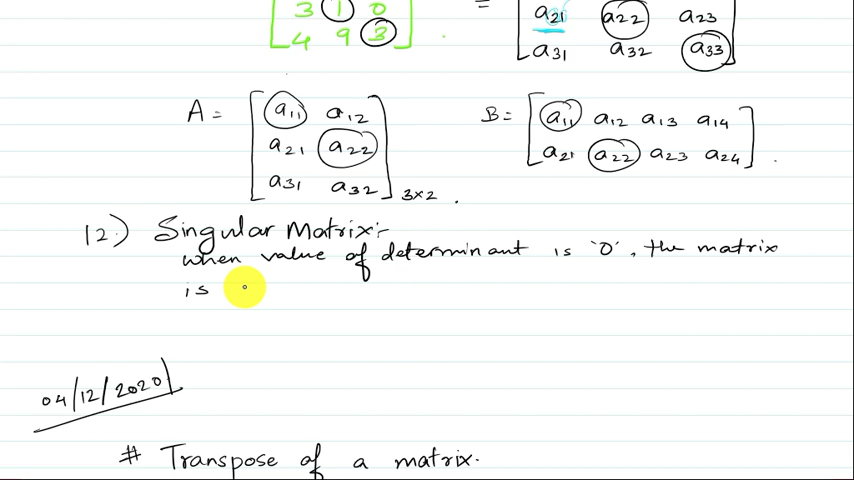 3 1 0
4 9 3 .
=
a21 a22 a23
a31 a32 a33
A = [a11 a12
a21 a22
a31 a32] 3×2 .
B = [a11 a12 a13 a14
a21 a22 a23 a24] .
12.) Singular Matrix:-
when value of determinant is '0', the matrix
is
04/12/2020
# Transpose of a matrix.